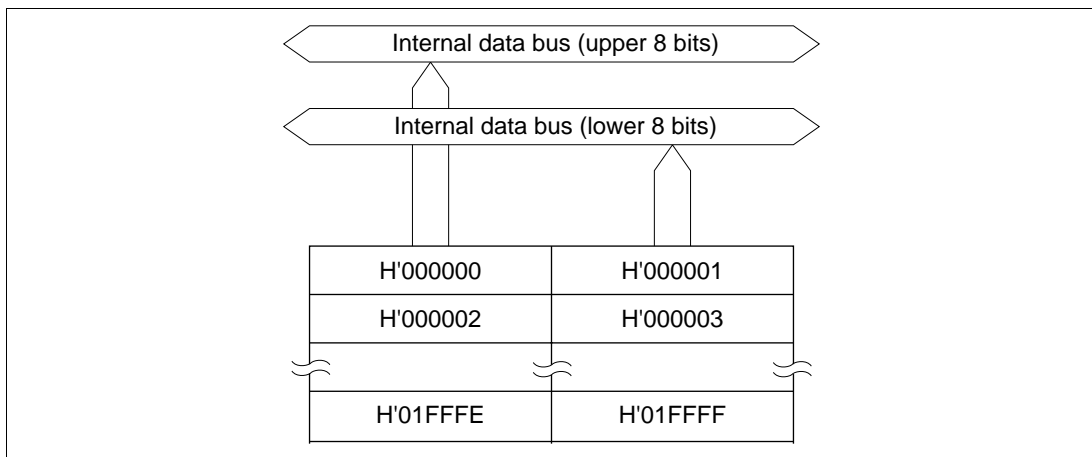 Internal data bus (upper 8 bits)
Internal data bus (lower 8 bits)
H'000000 H'000001
H'000002 H'000003
H'01FFFE H'01FFFF